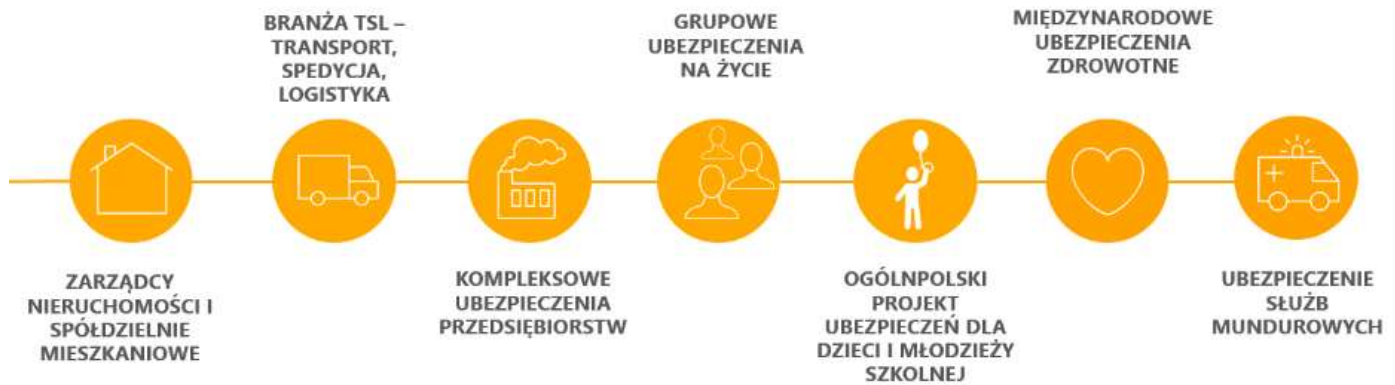 BRANŻA TSL –
TRANSPORT,
SPEDYCJA,
LOGISTYKA
GRUPOWE
UBEZPIECZENIA
NA ŻYCIE
MIĘDZYNARODOWE
UBEZPIECZENIA
ZDROWOTNE
ZARZĄDCY
NIERUCHOMOŚCI I
SPÓŁDZIELNIE
MIESZKANIOWE
KOMPLEKSOWE
UBEZPIECZENIA
PRZEDSIĘBIORSTW
OGÓLNPOLSKI
PROJEKT
UBEZPIECZEŃ DLA
DZIECI I MŁODZIEŻY
SZKOLNEJ
UBEZPIECZENIE
SŁUŻB
MUNDUROWYCH